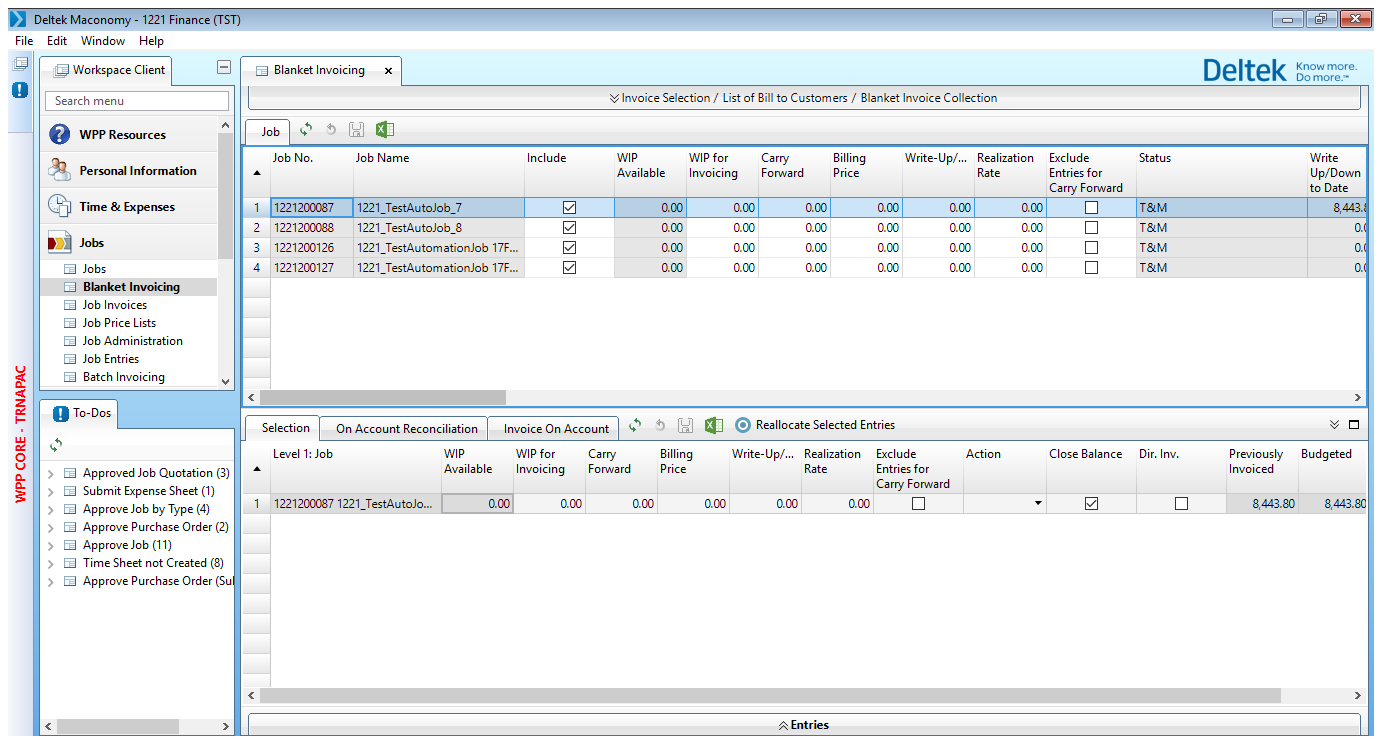 Deltek Maconomy - 1221 Finance (TST)
File Edit Window Help
WPP CORE - TRNAPAC
Workspace Client
Search menu
WPP Resources
Personal Information
Time & Expenses
Jobs
Jobs
Blanket Invoicing
Job Invoices
Job Price Lists
Job Administration
Job Entries
Batch Invoicing
To-Dos
Approved Job Quotation (3)
Submit Expense Sheet (1)
Approve Job by Type (4)
Approve Purchase Order (2)
Approve Job (11)
Time Sheet not Created (8)
Approve Purchase Order (Sul
Blanket Invoicing
Deltek Know more.
Do more.™
Invoice Selection / List of Bill to Customers / Blanket Invoice Collection
Job
Job No. Job Name Include WIP WIP for Carry Billing Write-Up/... Realization Exclude Status Write
Available Invoicing Forward Price Rate Entries for Up/Down
Carry Forward to Date
1 1221200087 1221_TestAutoJob_7 0.00 0.00 0.00 0.00 0.00 0.00 T&M 8,443.8
2 1221200088 1221_TestAutoJob_8 0.00 0.00 0.00 0.00 0.00 0.00 T&M 0.0
3 1221200126 1221_TestAutomationJob 17F... 0.00 0.00 0.00 0.00 0.00 0.00 T&M 0.0
4 1221200127 1221_TestAutomationJob 17F... 0.00 0.00 0.00 0.00 0.00 0.00 T&M 0.0
Selection On Account Reconciliation Invoice On Account Reallocate Selected Entries
Level 1: Job WIP WIP for Carry Billing Write-Up/... Realization Exclude Action Close Balance Dir. Inv. Previously Budgeted
Available Invoicing Forward Price Rate Entries for Invoiced
Carry Forward
1 1221200087 1221_TestAutoJo... 0.00 0.00 0.00 0.00 0.00 0.00 8,443.80 8,443.80
Entries